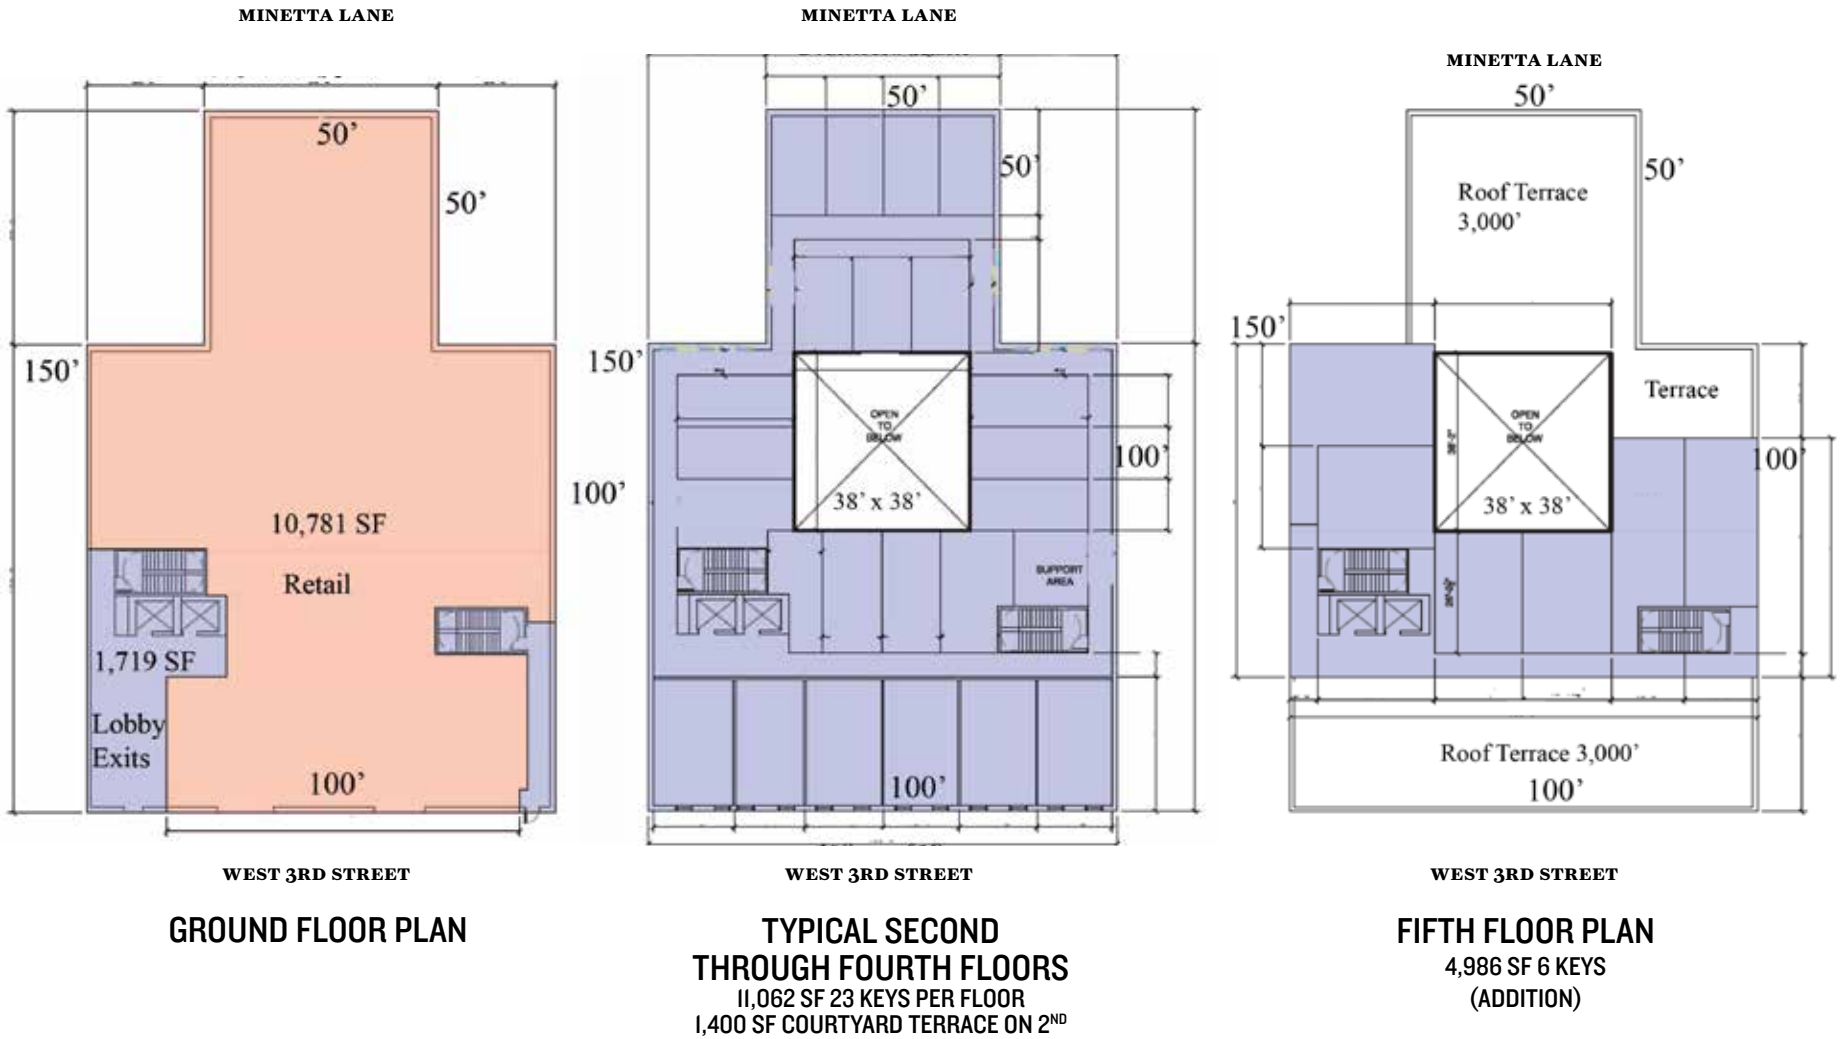 MINETTA LANE
50’
50’
150’
10,781 SF
Retail
1,719 SF
Lobby
Exits
100’
WEST 3RD STREET
GROUND FLOOR PLAN
MINETTA LANE
50’
50’
150’
OPEN
TO
BELOW
100’
38’ x 38’
100’
SUPPORT
AREA
100’
WEST 3RD STREET
TYPICAL SECOND
THROUGH FOURTH FLOORS
11,062 SF 23 KEYS PER FLOOR
1,400 SF COURTYARD TERRACE ON 2ND
MINETTA LANE
50’
50’
Roof Terrace
3,000’
150’
Terrace
OPEN
TO
BELOW
38'-2"
100’
38’ x 38’
Roof Terrace 3,000’
100’
WEST 3RD STREET
FIFTH FLOOR PLAN
4,986 SF 6 KEYS
(ADDITION)